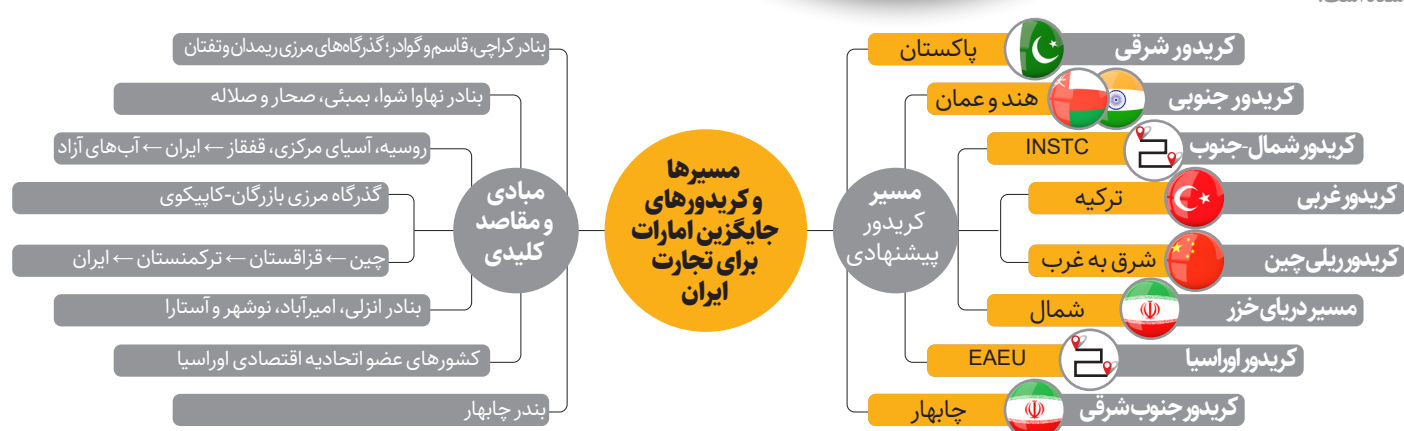 شده است.
کریدور شرقی
پاکستان
کریدور جنوبی
هند و عمان
کریدور شمال-جنوب
INSTC
کریدور غربی
ترکیه
کریدور ریلی چین
شرق به غرب
مسیر دریای خزر
شمال
کریدور اوراسیا
EAEU
کریدور جنوب شرقی
چابهار
مسیر
کریدور
پیشنهادی
مسیرها
و کریدورهای
جایگزین امارات
برای تجارت
ایران
مبادی
و مقاصد
کلیدی
بنادر کراچی، قاسم و گوادر؛ گذرگاه‌های مرزی ریمدان و تفتان
بنادر نهاوا شوا، بمبئی، صحار و صلاله
روسیه، آسیای مرکزی، قفقاز ← ایران ← آب‌های آزاد
گذرگاه مرزی بازرگان-کاپیکوی
چین ← قزاقستان ← ترکمنستان ← ایران
بنادر انزلی، امیرآباد، نوشهر و آستارا
کشورهای عضو اتحادیه اقتصادی اوراسیا
بندر چابهار